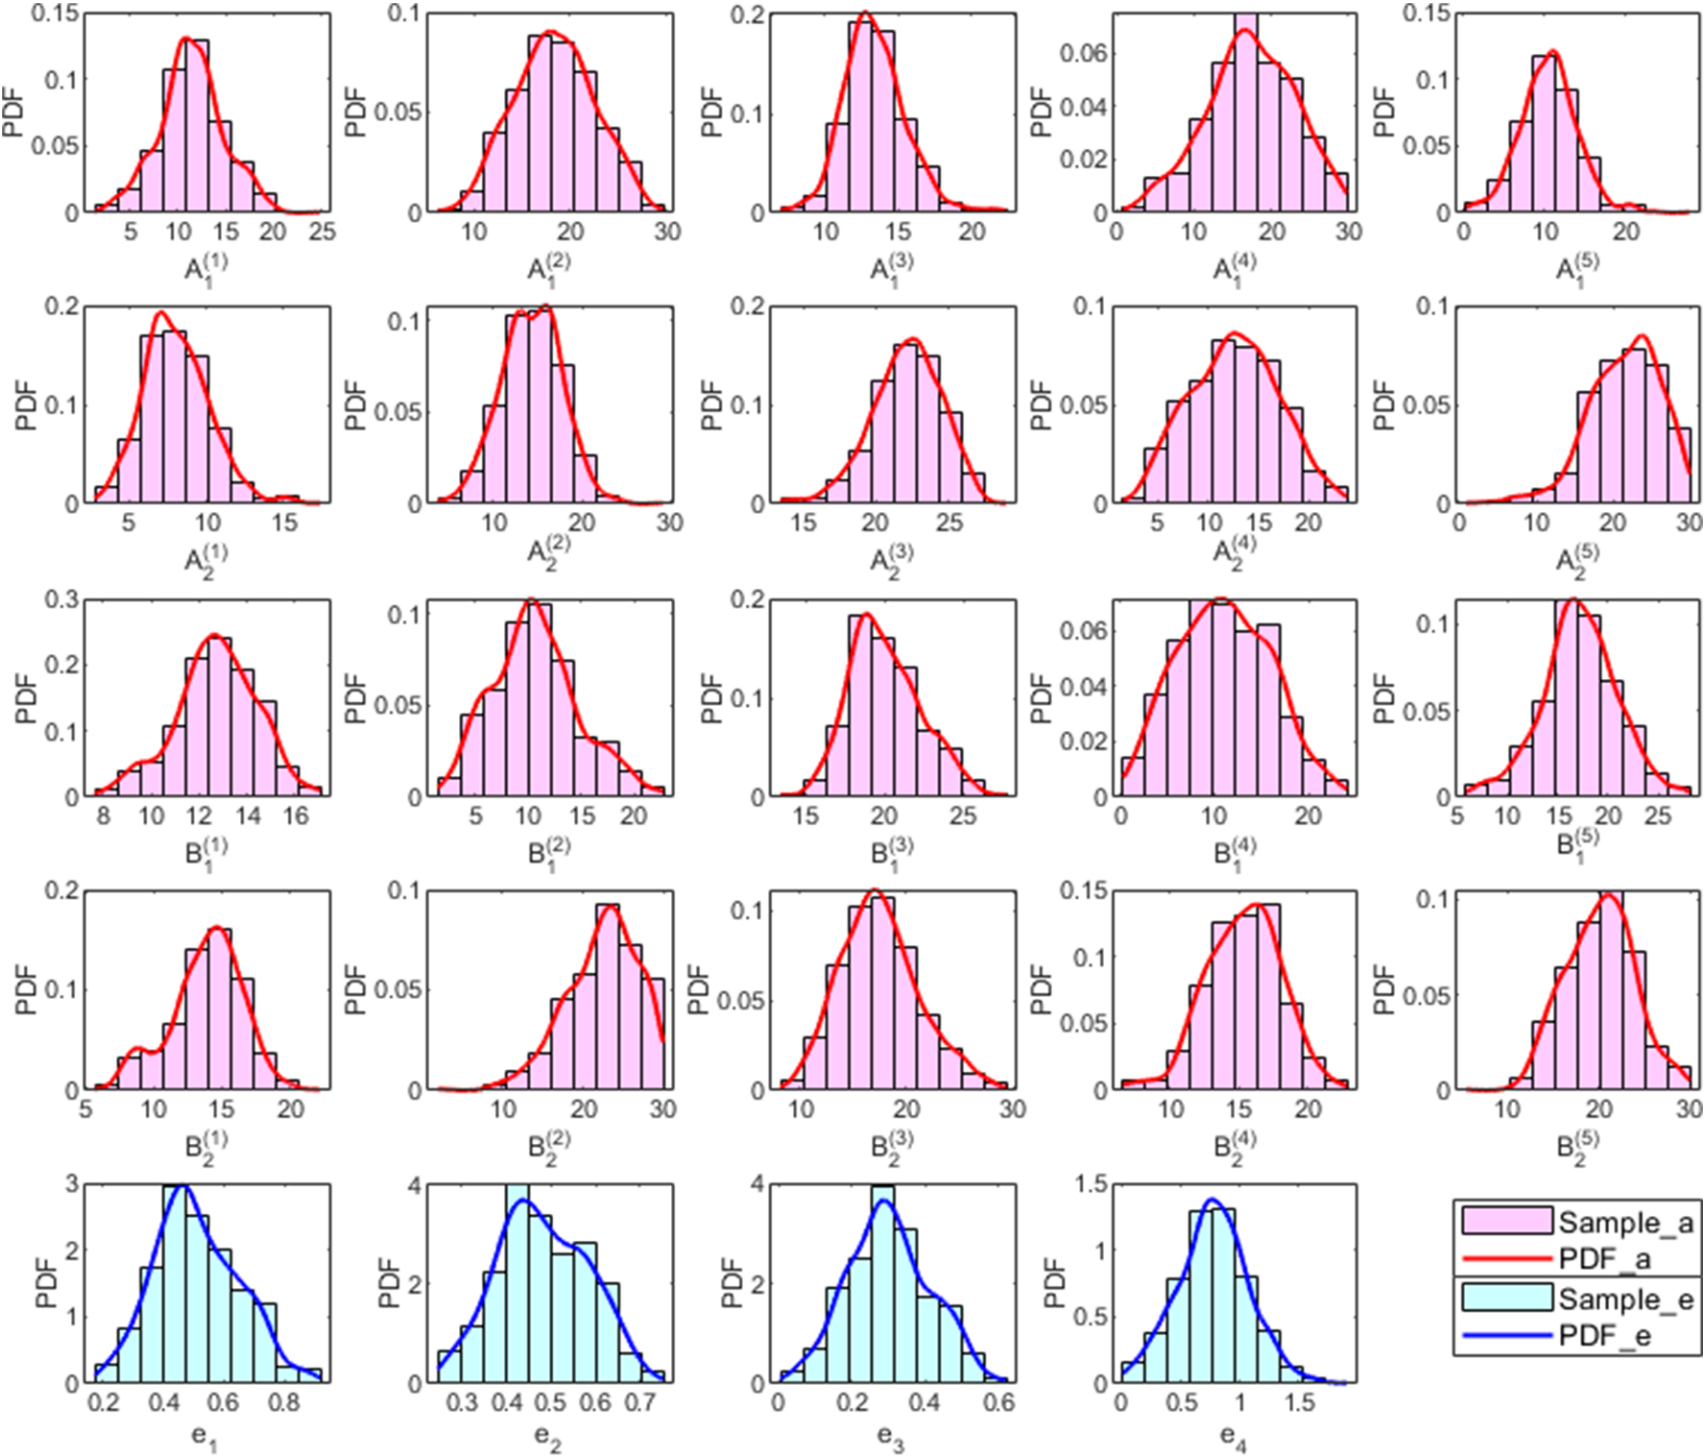 0.15 0.1 0.2 0.15
0.1 0.06 0.1
PDF PDF 0.05 PDF 0.1 PDF 0.04 PDF
0.05 0.02 0.05
0 0 0 0 0
5 10 15 20 25 10 20 30 10 15 20 0 10 20 30 0 10 20
A₁⁽¹⁾ A₁⁽²⁾ A₁⁽³⁾ A₁⁽⁴⁾ A₁⁽⁵⁾
0.2 0.1 0.2 0.1 0.1
PDF 0.1 PDF 0.05 PDF 0.1 PDF 0.05 PDF 0.05
0 0 0 0 0
5 10 15 10 20 30 15 20 25 5 10 15 20 0 10 20 30
A₂⁽¹⁾ A₂⁽²⁾ A₂⁽³⁾ A₂⁽⁴⁾ A₂⁽⁵⁾
0.3 0.1 0.2 0.06 0.1
0.2 0.04
PDF 0.1 PDF 0.05 PDF 0.1 PDF 0.02 PDF 0.05
0 0 0 0 0
8 10 12 14 16 5 10 15 20 15 20 25 0 10 20 5 10 15 20 25
B₁⁽¹⁾ B₁⁽²⁾ B₁⁽³⁾ B₁⁽⁴⁾ B₁⁽⁵⁾
0.2 0.1 0.1 0.15 0.1
0.1
PDF 0.1 PDF 0.05 PDF 0.05 PDF 0.05 PDF 0.05
0 0 0 0 0
5 10 15 20 10 20 30 10 20 30 10 15 20 10 20 30
B₂⁽¹⁾ B₂⁽²⁾ B₂⁽³⁾ B₂⁽⁴⁾ B₂⁽⁵⁾
3 4 4 1.5
2 1
PDF 1 PDF 2 PDF 2 PDF 0.5
0 0 0 0
0.2 0.4 0.6 0.8 0.3 0.4 0.5 0.6 0.7 0 0.2 0.4 0.6 0 0.5 1 1.5
e₁ e₂ e₃ e₄
Sample_a
PDF_a
Sample_e
PDF_e